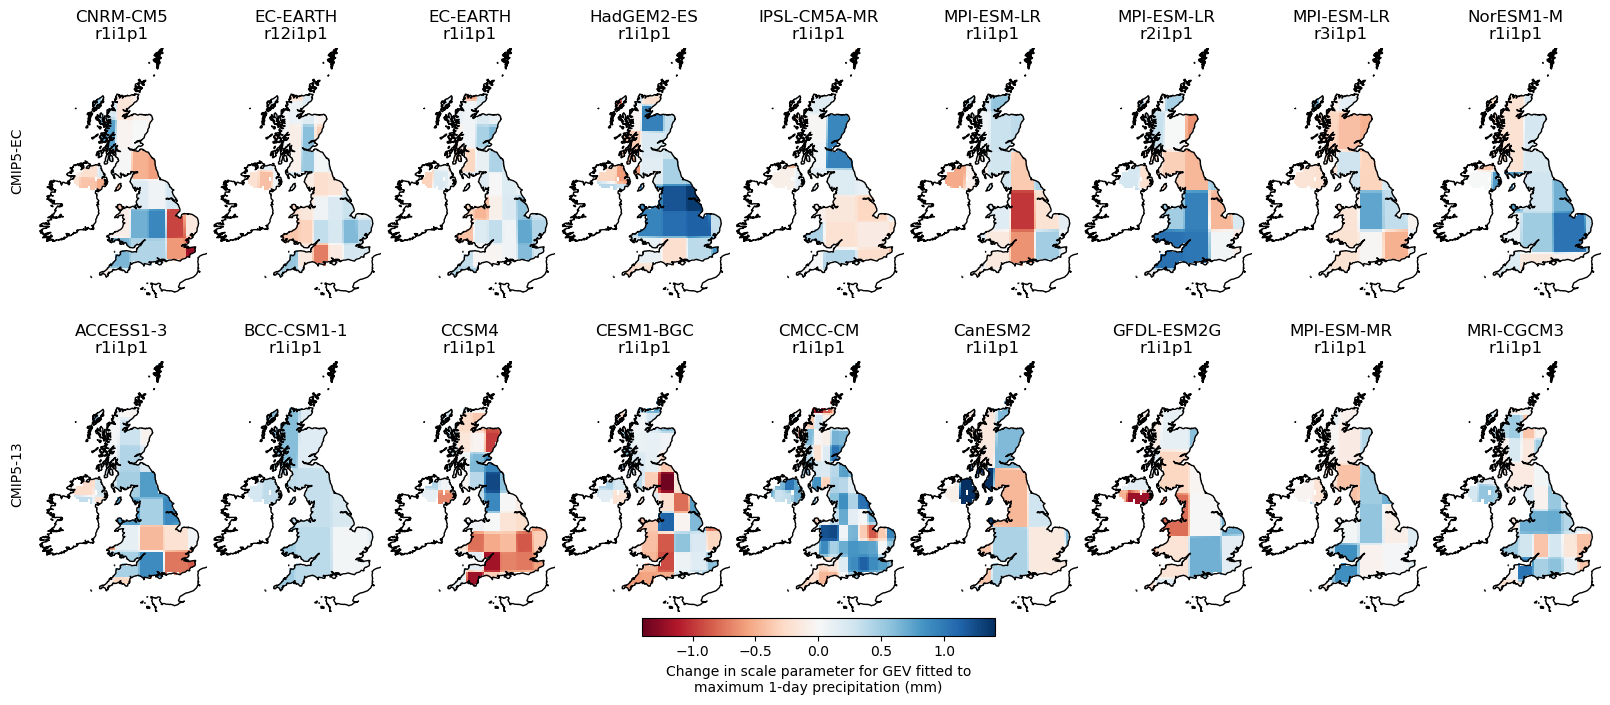 CNRM-CM5
r1i1p1
EC-EARTH
r12i1p1
EC-EARTH
r1i1p1
HadGEM2-ES
r1i1p1
IPSL-CM5A-MR
r1i1p1
MPI-ESM-LR
r1i1p1
MPI-ESM-LR
r2i1p1
MPI-ESM-LR
r3i1p1
NorESM1-M
r1i1p1
CMIP5-EC
ACCESS1-3
r1i1p1
BCC-CSM1-1
r1i1p1
CCSM4
r1i1p1
CESM1-BGC
r1i1p1
CMCC-CM
r1i1p1
CanESM2
r1i1p1
GFDL-ESM2G
r1i1p1
MPI-ESM-MR
r1i1p1
MRI-CGCM3
r1i1p1
CMIP5-13
−1.0 −0.5 0.0 0.5 1.0
Change in scale parameter for GEV fitted to
maximum 1-day precipitation (mm)